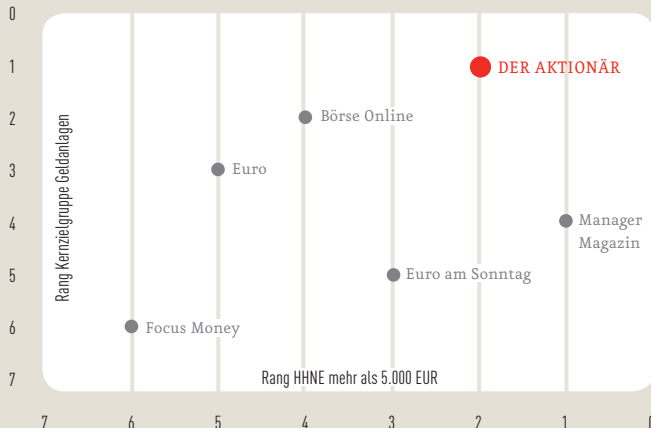 0
1
DER AKTIONÄR
2
Börse Online
Rang Kernzielgruppe Geldanlagen
3
Euro
4
Manager
Magazin
5
Euro am Sonntag
6
Focus Money
7
Rang HHNE mehr als 5.000 EUR
7 6 5 4 3 2 1 0